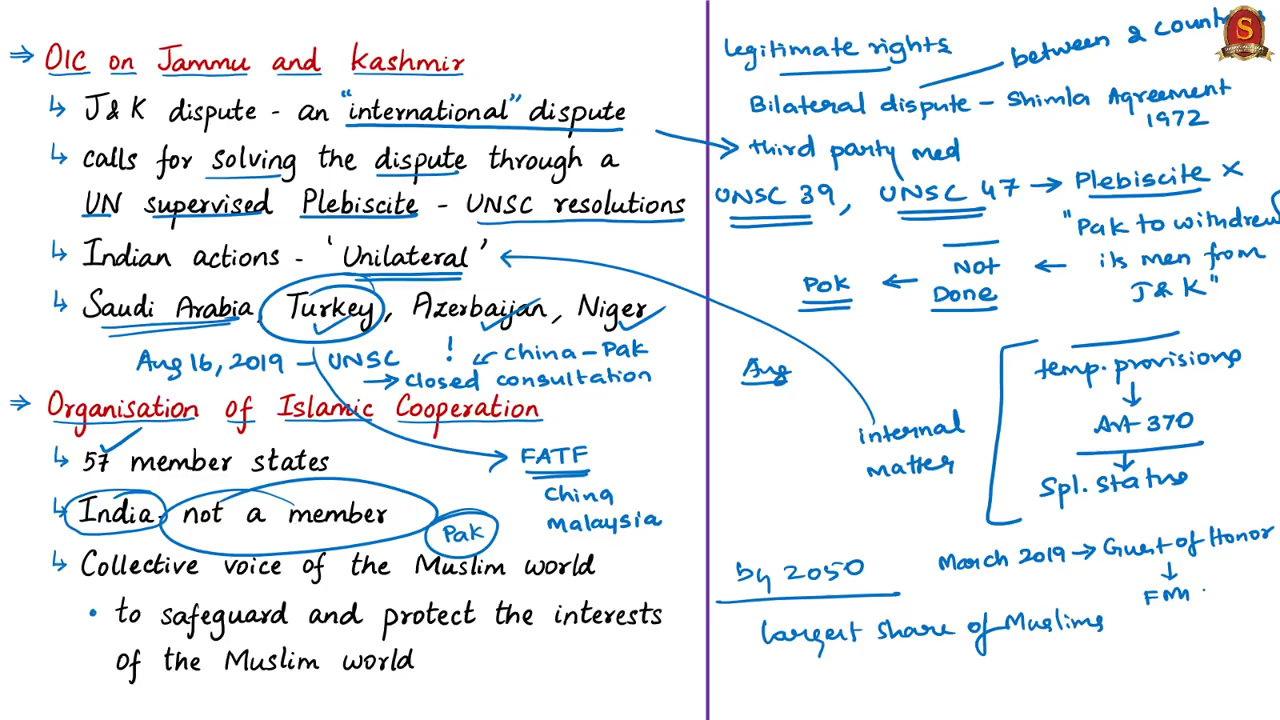 ⇒ OIC on Jammu and Kashmir
↳ J&K dispute - an "international" dispute
↳ calls for solving the dispute through a
UN supervised Plebiscite - UNSC resolutions
↳ Indian actions - 'Unilateral'
↳ Saudi Arabia, Turkey, Azerbaijan, Niger
Aug 16, 2019 - UNSC ! ↙ China - Pak
→ closed consultation
⇒ Organisation of Islamic Cooperation
↳ 57 member states
↳ India not a member
Pak
↳ Collective voice of the Muslim world
• to safeguard and protect the interests
of the Muslim world
FATF
China
malaysia
legitimate rights
between 2
Bilateral dispute - Shimla Agreement
1972
→ third party med
UNSC 39, UNSC 47 → Plebiscite ×
"Pak to withdrew
its men from
J&K"
← Not
Done
← PoK
Aug
internal
matter
temp. provisions
↓
Art 370
↓
Spl. status
March 2019 → Guest of Honor
↓
FM
by 2050
largest share of Muslims
S